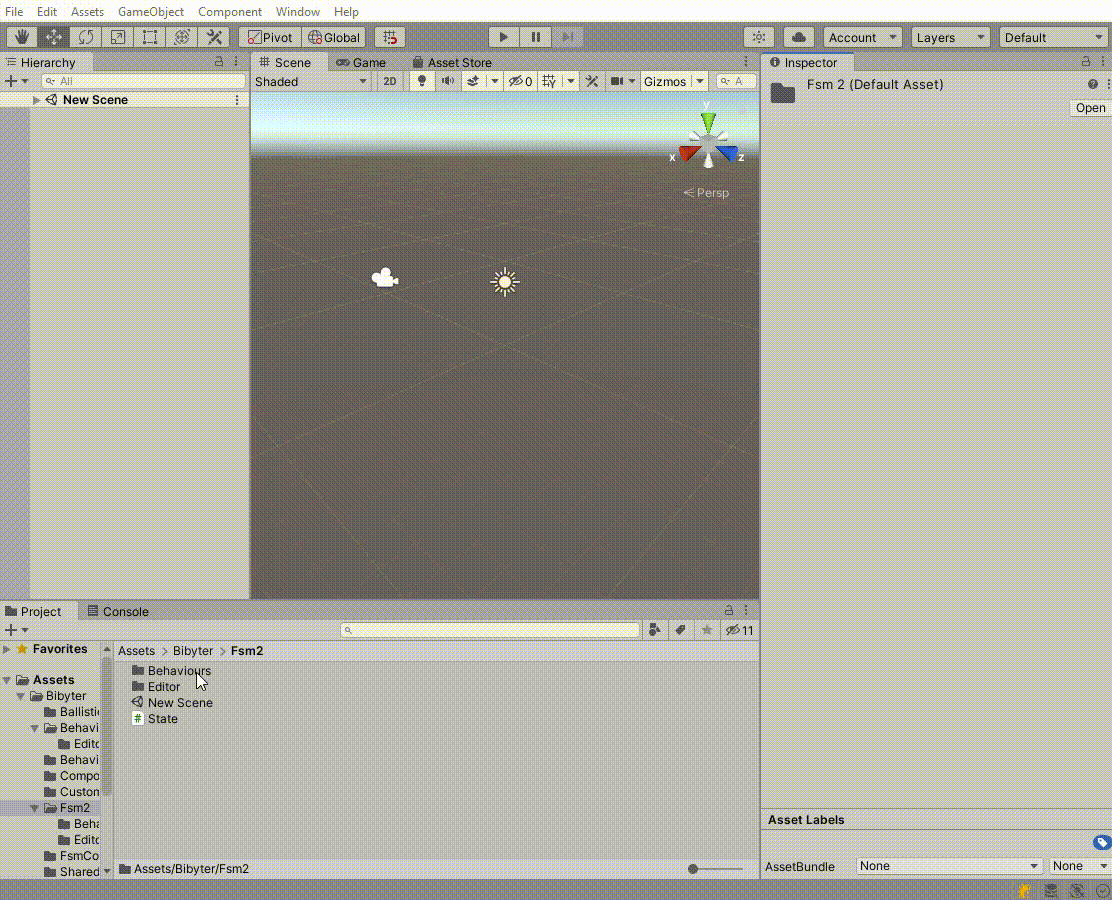 File Edit Assets GameObject Component Window Help
Pivot Global Account Layers Default
Hierarchy
All
New Scene
Scene Game Asset Store
Shaded 2D 0 Gizmos A
y
x z
Persp
Inspector
Fsm 2 (Default Asset)
Open
Project Console
11
Favorites
Assets
Bibyter
Ballisti
Behavi
Edito
Behavi
Compo
Custon
Fsm2
Beha
Edito
FsmCo
Shared
Assets > Bibyter > Fsm2
Behaviours
Editor
New Scene
# State
Assets/Bibyter/Fsm2
Asset Labels
AssetBundle None None